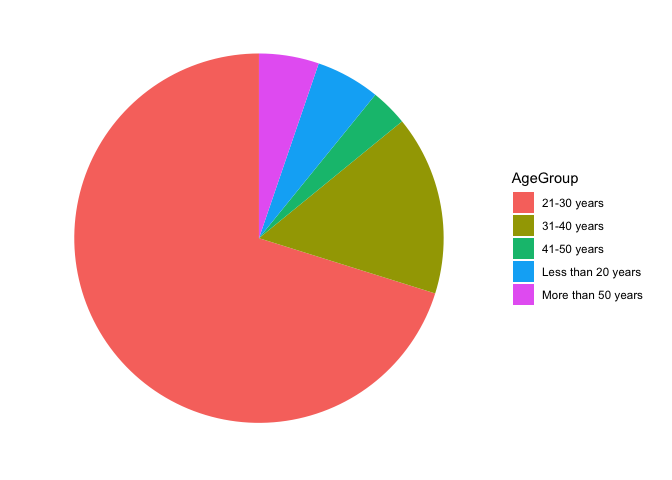 AgeGroup
21-30 years
31-40 years
41-50 years
Less than 20 years
More than 50 years